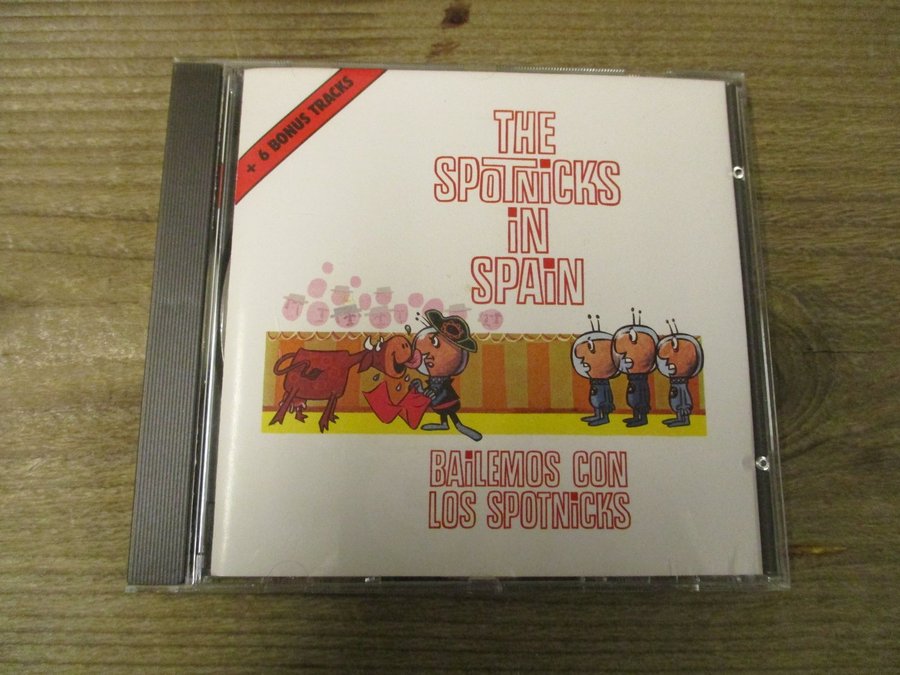 + 6 BONUS TRACKS
THE
SPOTNiCKS
iN
SPAiN
BAiLEMOS CON
LOS SPOTNiCKS